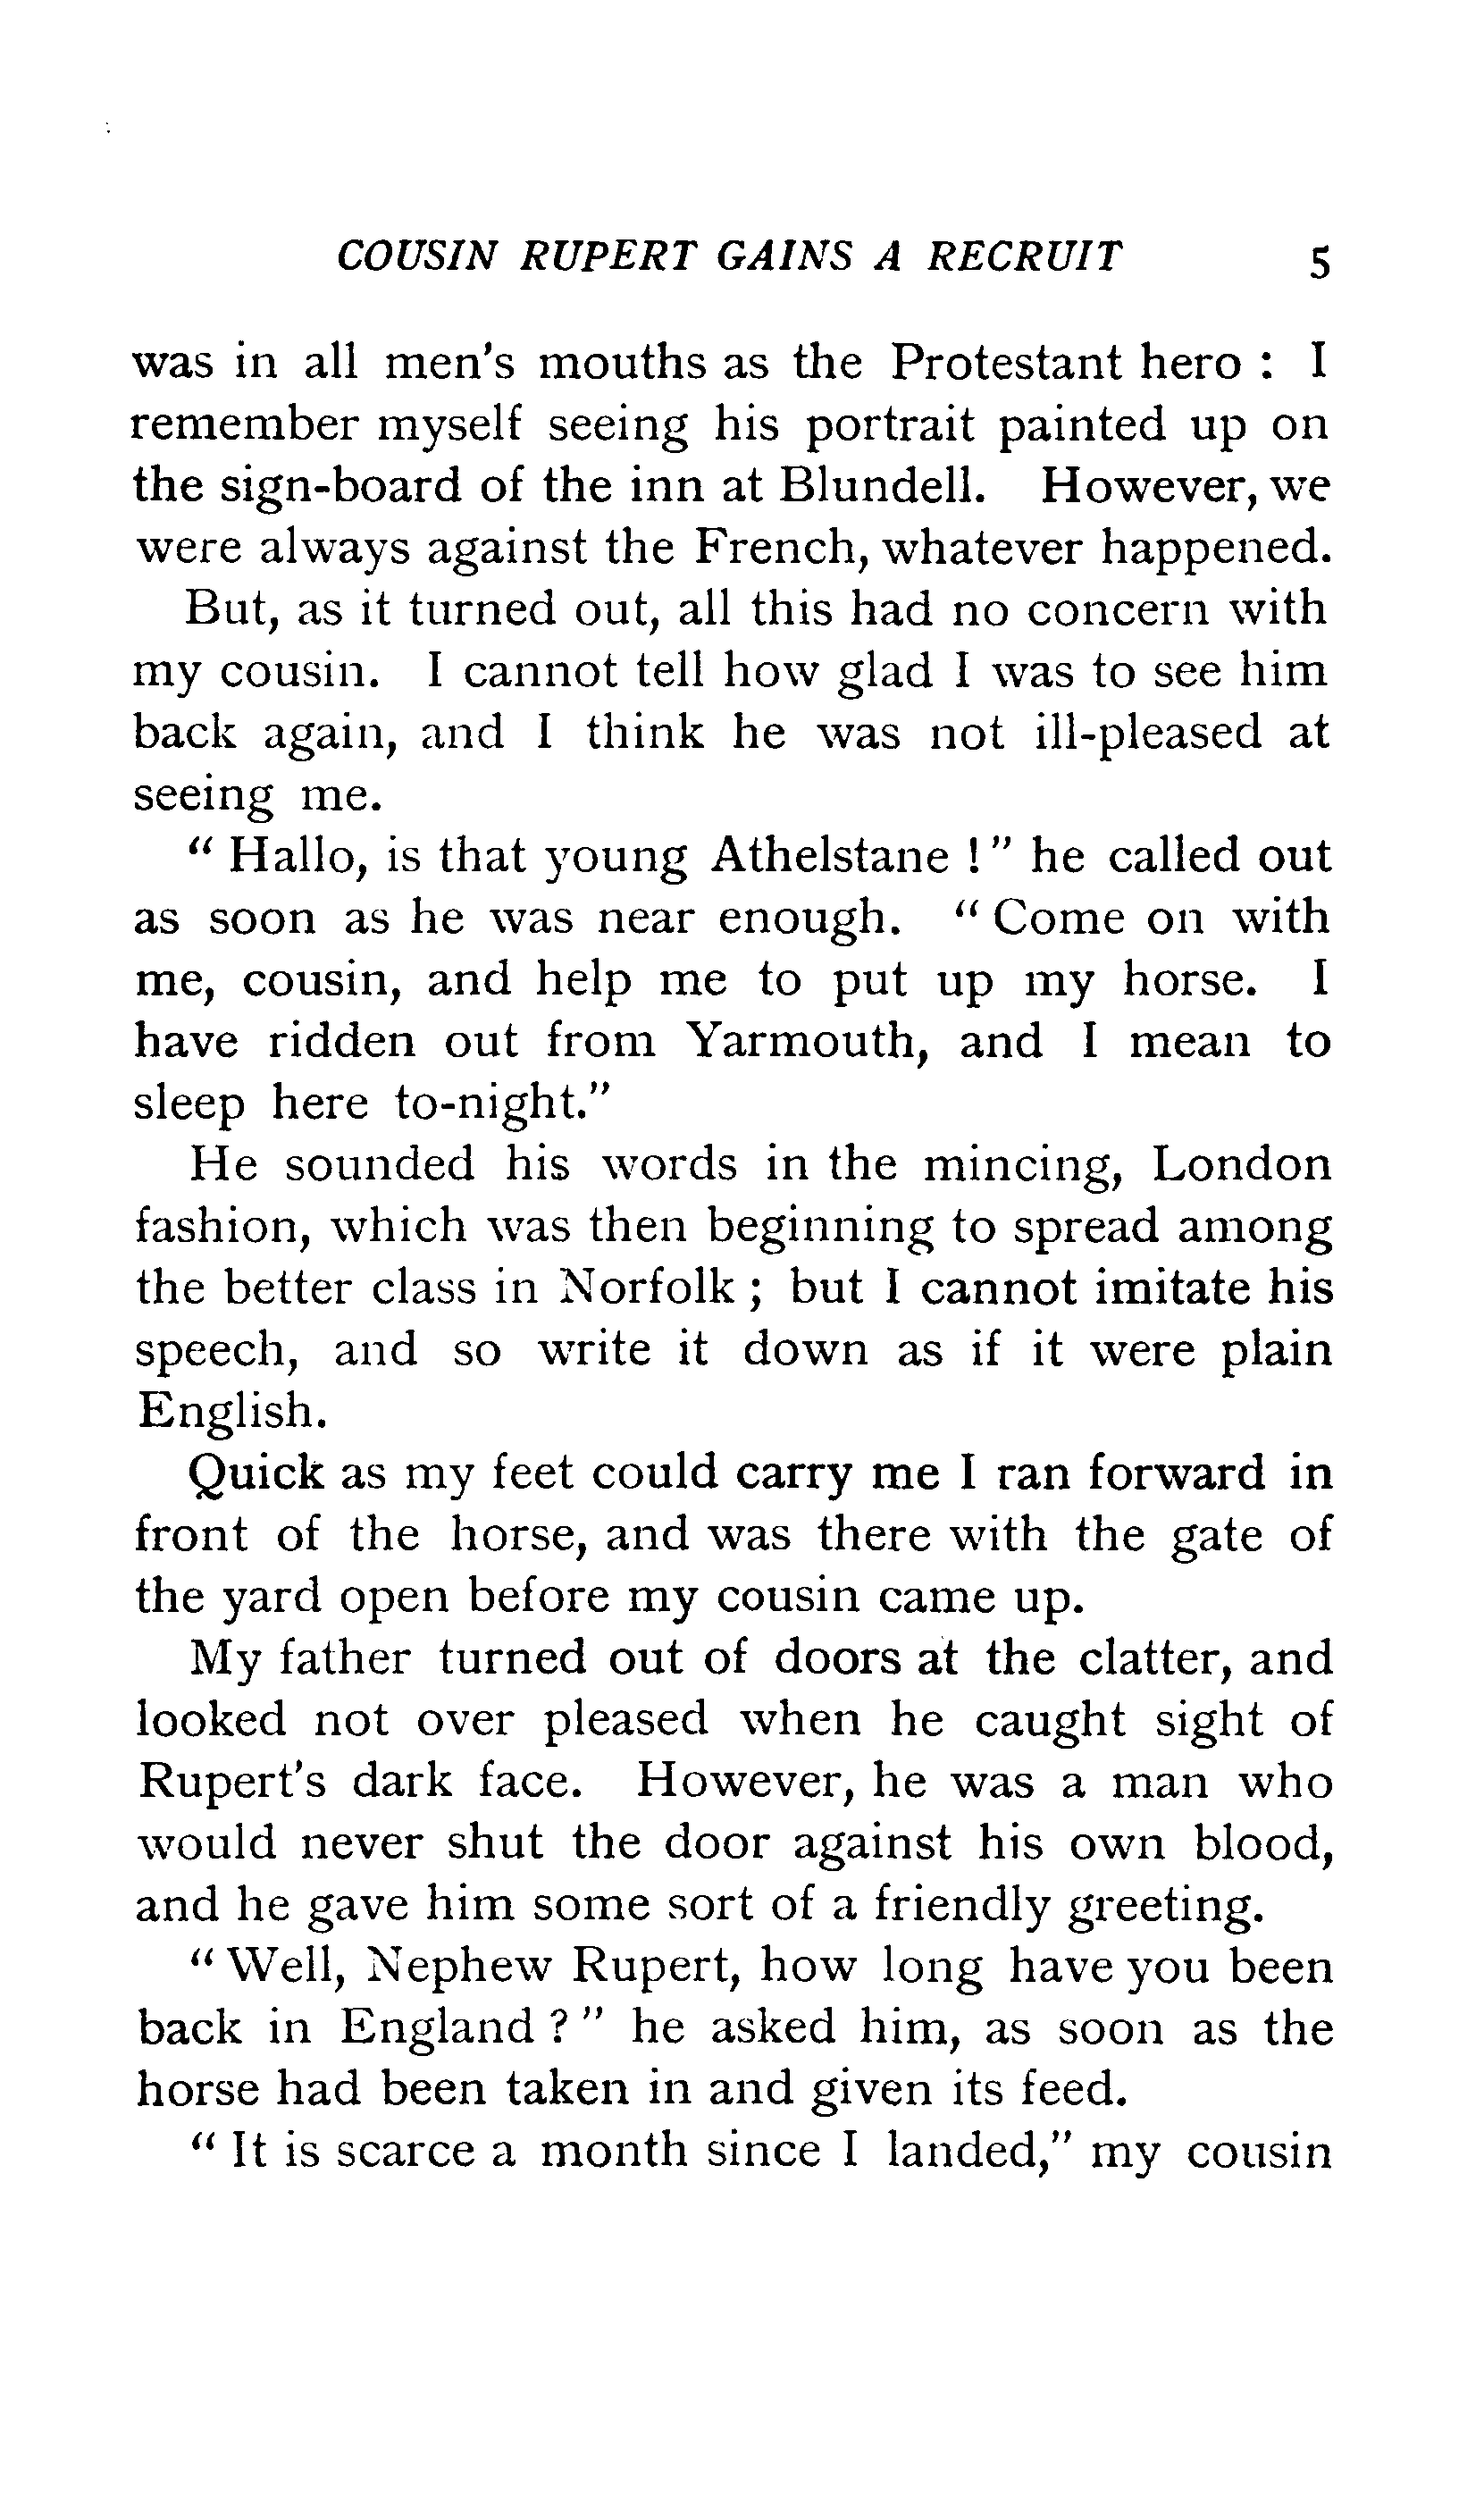 COUSIN RUPERT GAINS A RECRUIT 5
was in all men's mouths as the Protestant hero : I
remember myself seeing his portrait painted up on
the sign-board of the inn at Blundell. However, we
were always against the French, whatever happened.
But, as it turned out, all this had no concern with
my cousin. I cannot tell how glad I was to see him
back again, and I think he was not ill-pleased at
seeing me.
“ Hallo, is that young Athelstane ! ” he called out
as soon as he was near enough. “ Come on with
me, cousin, and help me to put up my horse. I
have ridden out from Yarmouth, and I mean to
sleep here to-night.”
He sounded his words in the mincing, London
fashion, which was then beginning to spread among
the better class in Norfolk ; but I cannot imitate his
speech, and so write it down as if it were plain
English.
Quick as my feet could carry me I ran forward in
front of the horse, and was there with the gate of
the yard open before my cousin came up.
My father turned out of doors at the clatter, and
looked not over pleased when he caught sight of
Rupert's dark face. However, he was a man who
would never shut the door against his own blood,
and he gave him some sort of a friendly greeting.
“ Well, Nephew Rupert, how long have you been
back in England ? ” he asked him, as soon as the
horse had been taken in and given its feed.
“ It is scarce a month since I landed,” my cousin